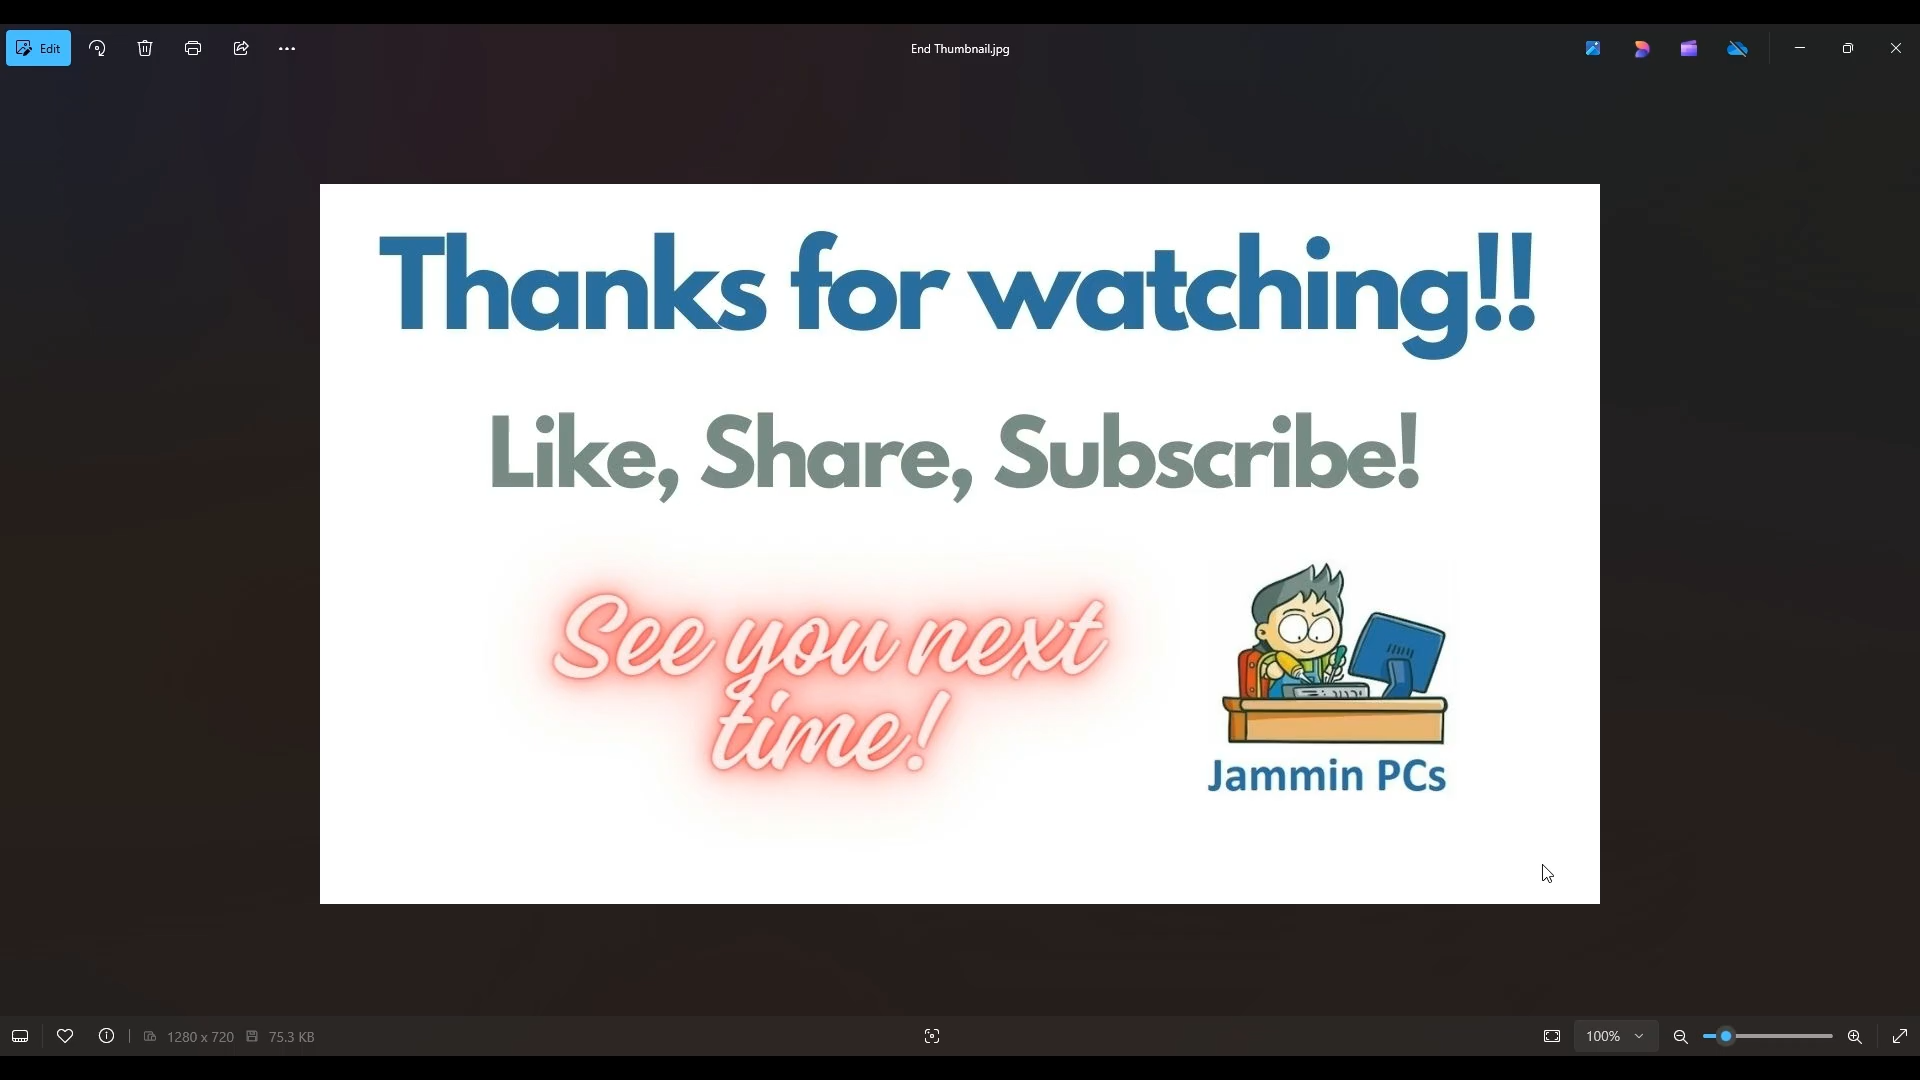 Edit
End Thumbnail.jpg
Thanks for watching!!
Like, Share, Subscribe!
See you next
time!
Jammin PCs
1280 x 720
75.3 KB
100%